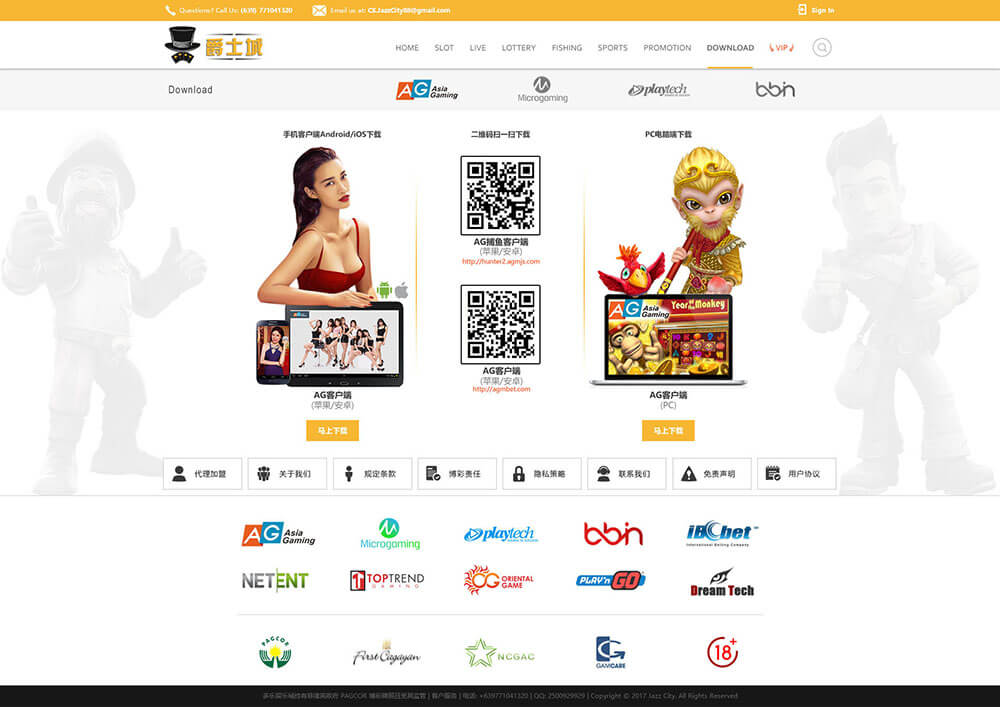 Questions? Call Us: (639) 771041320
Email us at: CS.JazzCity88@gmail.com
Sign In
爵士城
HOME SLOT LIVE LOTTERY FISHING SPORTS PROMOTION DOWNLOAD VIP
Download
AG Asia Gaming
Microgaming
playtech
bbin
手机客户端Android/iOS下载
二维码扫一扫下载
PC电脑端下载
AG捕鱼客户端
(苹果/安卓)
http://hunter2.agmjs.com
AG Asia Gaming
Year of the Monkey
AG客户端
(苹果/安卓)
http://agmbet.com
AG客户端
(苹果/安卓)
AG客户端
(PC)
马上下载
马上下载
代理加盟 关于我们 规定条款 博彩责任 隐私策略 联系我们 免责声明 用户协议
AG Asia Gaming
Microgaming
playtech
bbin
iBCbet
International Betting Company
NETENT
TOPTREND
GAMING
OG ORIENTAL GAME
PLAY'n GO
Dream Tech
PAGCOR
First Cagayan
NCGAC
GAMCARE
18+
QQ: 2500929929 | Copyright © 2017 Jazz City. All Rights Reserved